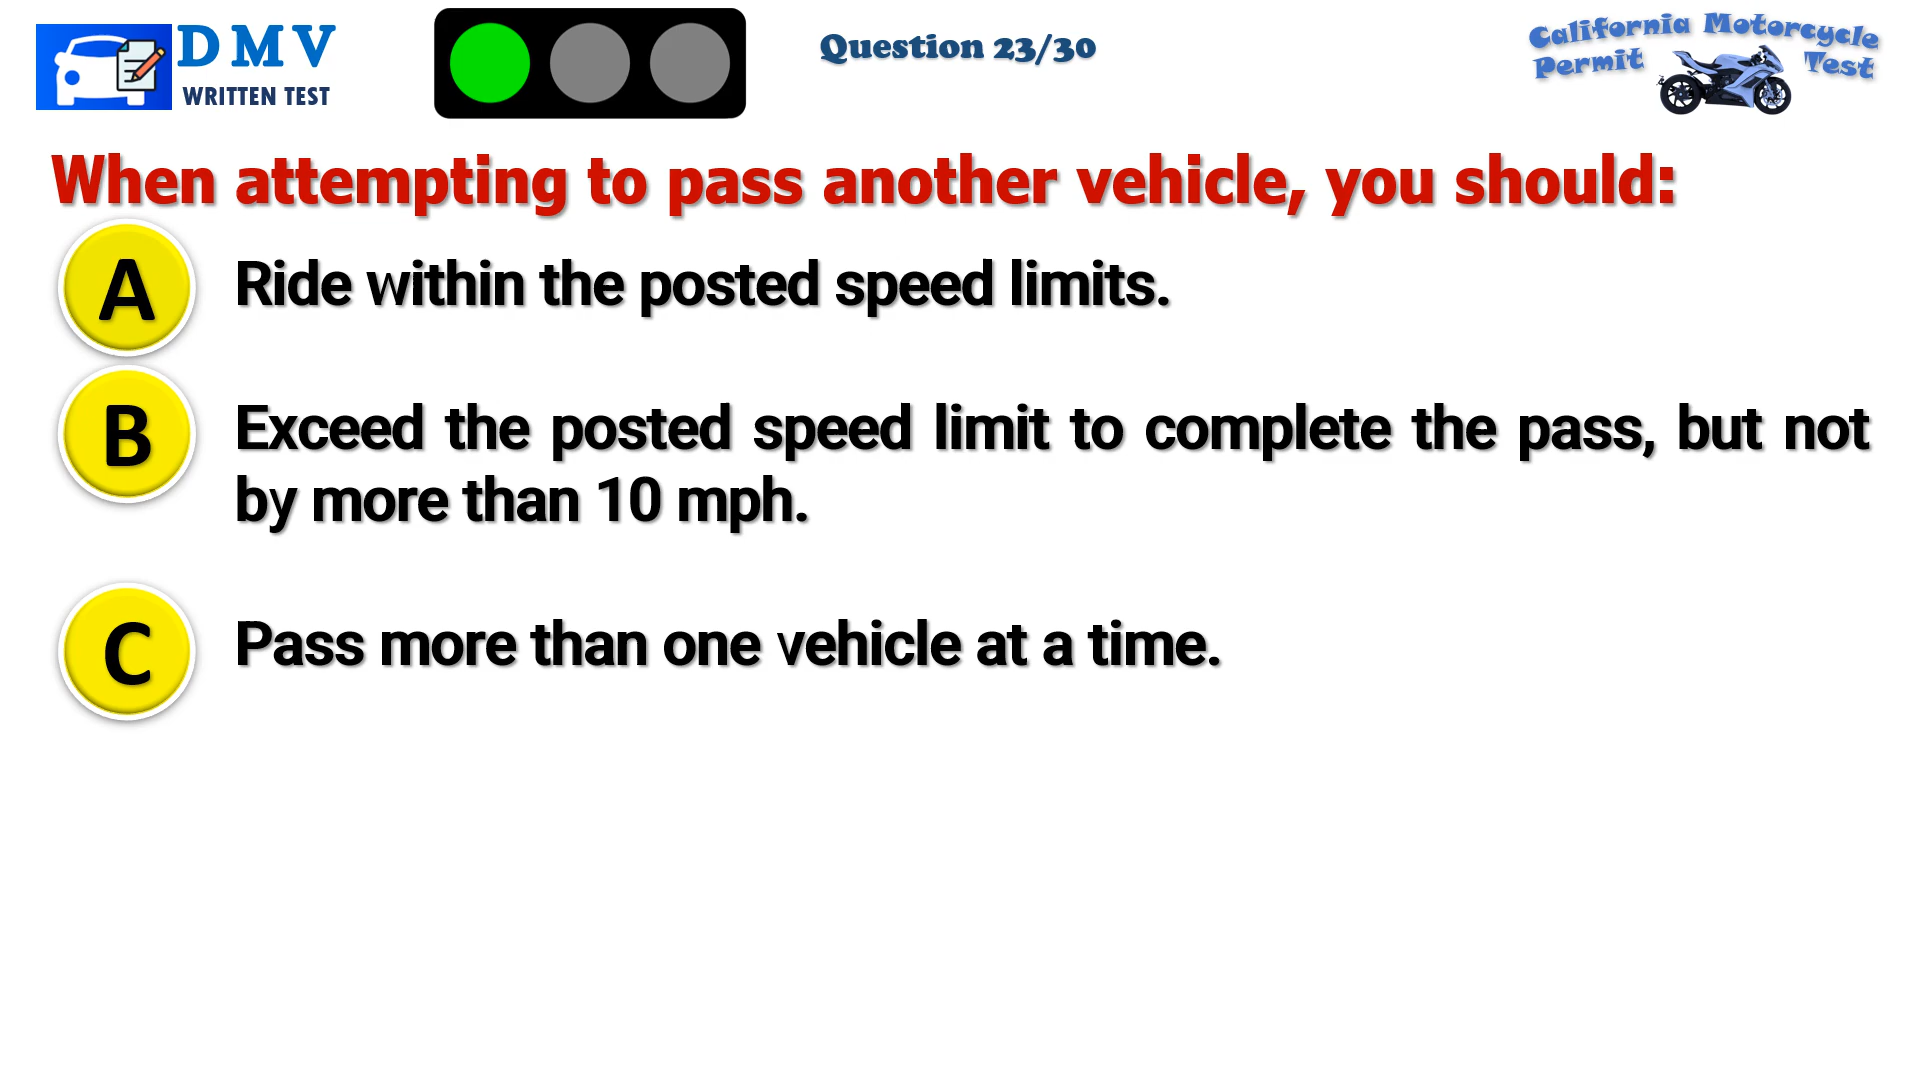 DMV
WRITTEN TEST
Question 23/30
California Motorcycle
Permit Test
When attempting to pass another vehicle, you should:
A Ride within the posted speed limits.
B Exceed the posted speed limit to complete the pass, but not
by more than 10 mph.
C Pass more than one vehicle at a time.